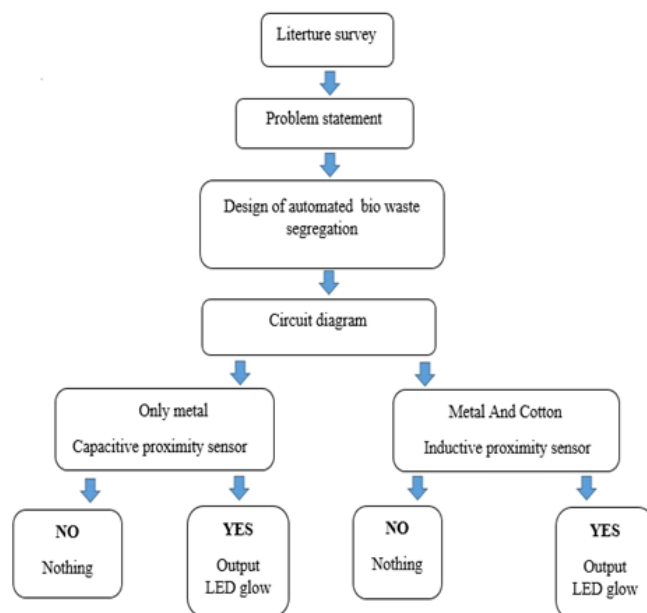 Literture survey
Problem statement
Design of automated bio waste
segregation
Circuit diagram
Only metal
Capacitive proximity sensor
Metal And Cotton
Inductive proximity sensor
NO
Nothing
YES
Output
LED glow
NO
Nothing
YES
Output
LED glow